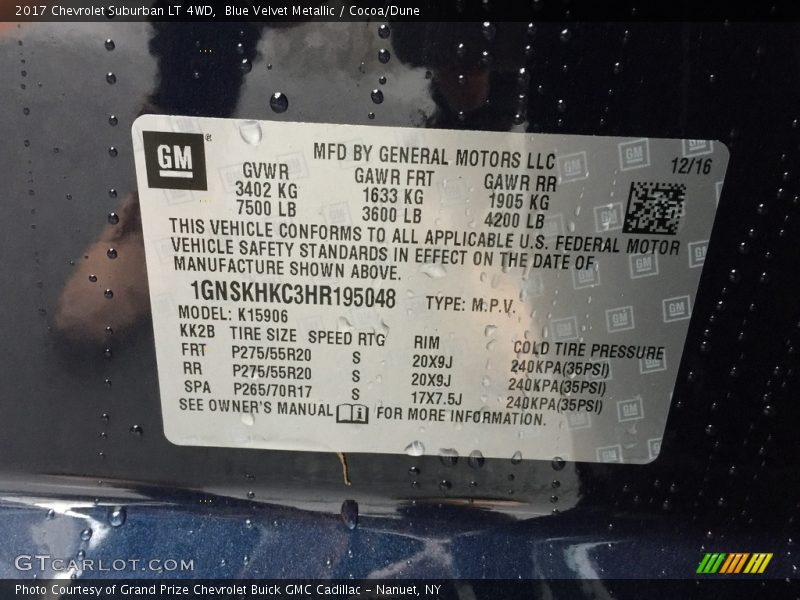 2017 Chevrolet Suburban LT 4WD, Blue Velvet Metallic / Cocoa/Dune
GM®
MFD BY GENERAL MOTORS LLC
12/16
GVWR GAWR FRT GAWR RR
3402 KG 1633 KG 1905 KG
7500 LB 3600 LB 4200 LB
THIS VEHICLE CONFORMS TO ALL APPLICABLE U.S. FEDERAL MOTOR
VEHICLE SAFETY STANDARDS IN EFFECT ON THE DATE OF
MANUFACTURE SHOWN ABOVE.
1GNSKHKC3HR195048 TYPE: M.P.V.
MODEL: K15906
KK2B TIRE SIZE SPEED RTG RIM COLD TIRE PRESSURE
FRT P275/55R20 S 20X9J 240KPA(35PSI)
RR P275/55R20 S 20X9J 240KPA(35PSI)
SPA P265/70R17 S 17X7.5J 240KPA(35PSI)
SEE OWNER'S MANUAL FOR MORE INFORMATION.
GTCARLOT.COM
Photo Courtesy of Grand Prize Chevrolet Buick GMC Cadillac - Nanuet, NY